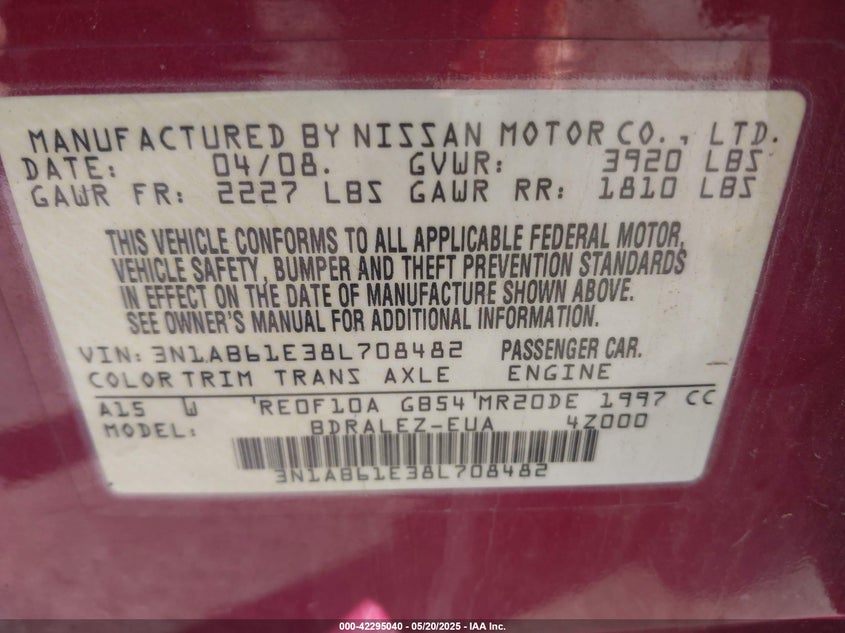 MANUFACTURED BY NISSAN MOTOR CO., LTD.
DATE: 04/08. GVWR: 3920 LBS
GAWR FR: 2227 LBS GAWR RR: 1810 LBS
THIS VEHICLE CONFORMS TO ALL APPLICABLE FEDERAL MOTOR,
VEHICLE SAFETY, BUMPER AND THEFT PREVENTION STANDARDS
IN EFFECT ON THE DATE OF MANUFACTURE SHOWN ABOVE.
SEE OWNER'S MANUAL FOR ADDITIONAL INFORMATION.
VIN: 3N1AB61E38L708482 PASSENGER CAR.
COLOR TRIM TRANS AXLE ENGINE
A15 W 'RE0F10A GB54 'MR20DE 1997 CC
MODEL: BDRALEZ-EUA 4Z000
3N1AB61E38L708482
000-42295040 - 05/20/2025 - IAA Inc.